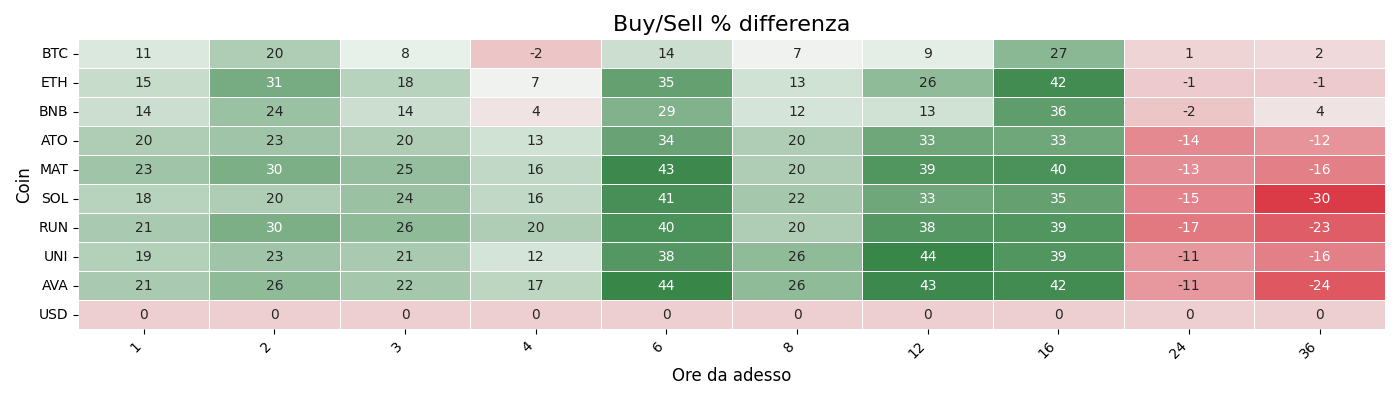 Buy/Sell % differenza
Coin
BTC 11 20 8 -2 14 7 9 27 1 2
ETH 15 31 18 7 35 13 26 42 -1 -1
BNB 14 24 14 4 29 12 13 36 -2 4
ATO 20 23 20 13 34 20 33 33 -14 -12
MAT 23 30 25 16 43 20 39 40 -13 -16
SOL 18 20 24 16 41 22 33 35 -15 -30
RUN 21 30 26 20 40 20 38 39 -17 -23
UNI 19 23 21 12 38 26 44 39 -11 -16
AVA 21 26 22 17 44 26 43 42 -11 -24
USD 0 0 0 0 0 0 0 0 0 0
1 2 3 4 6 8 12 16 24 36
Ore da adesso